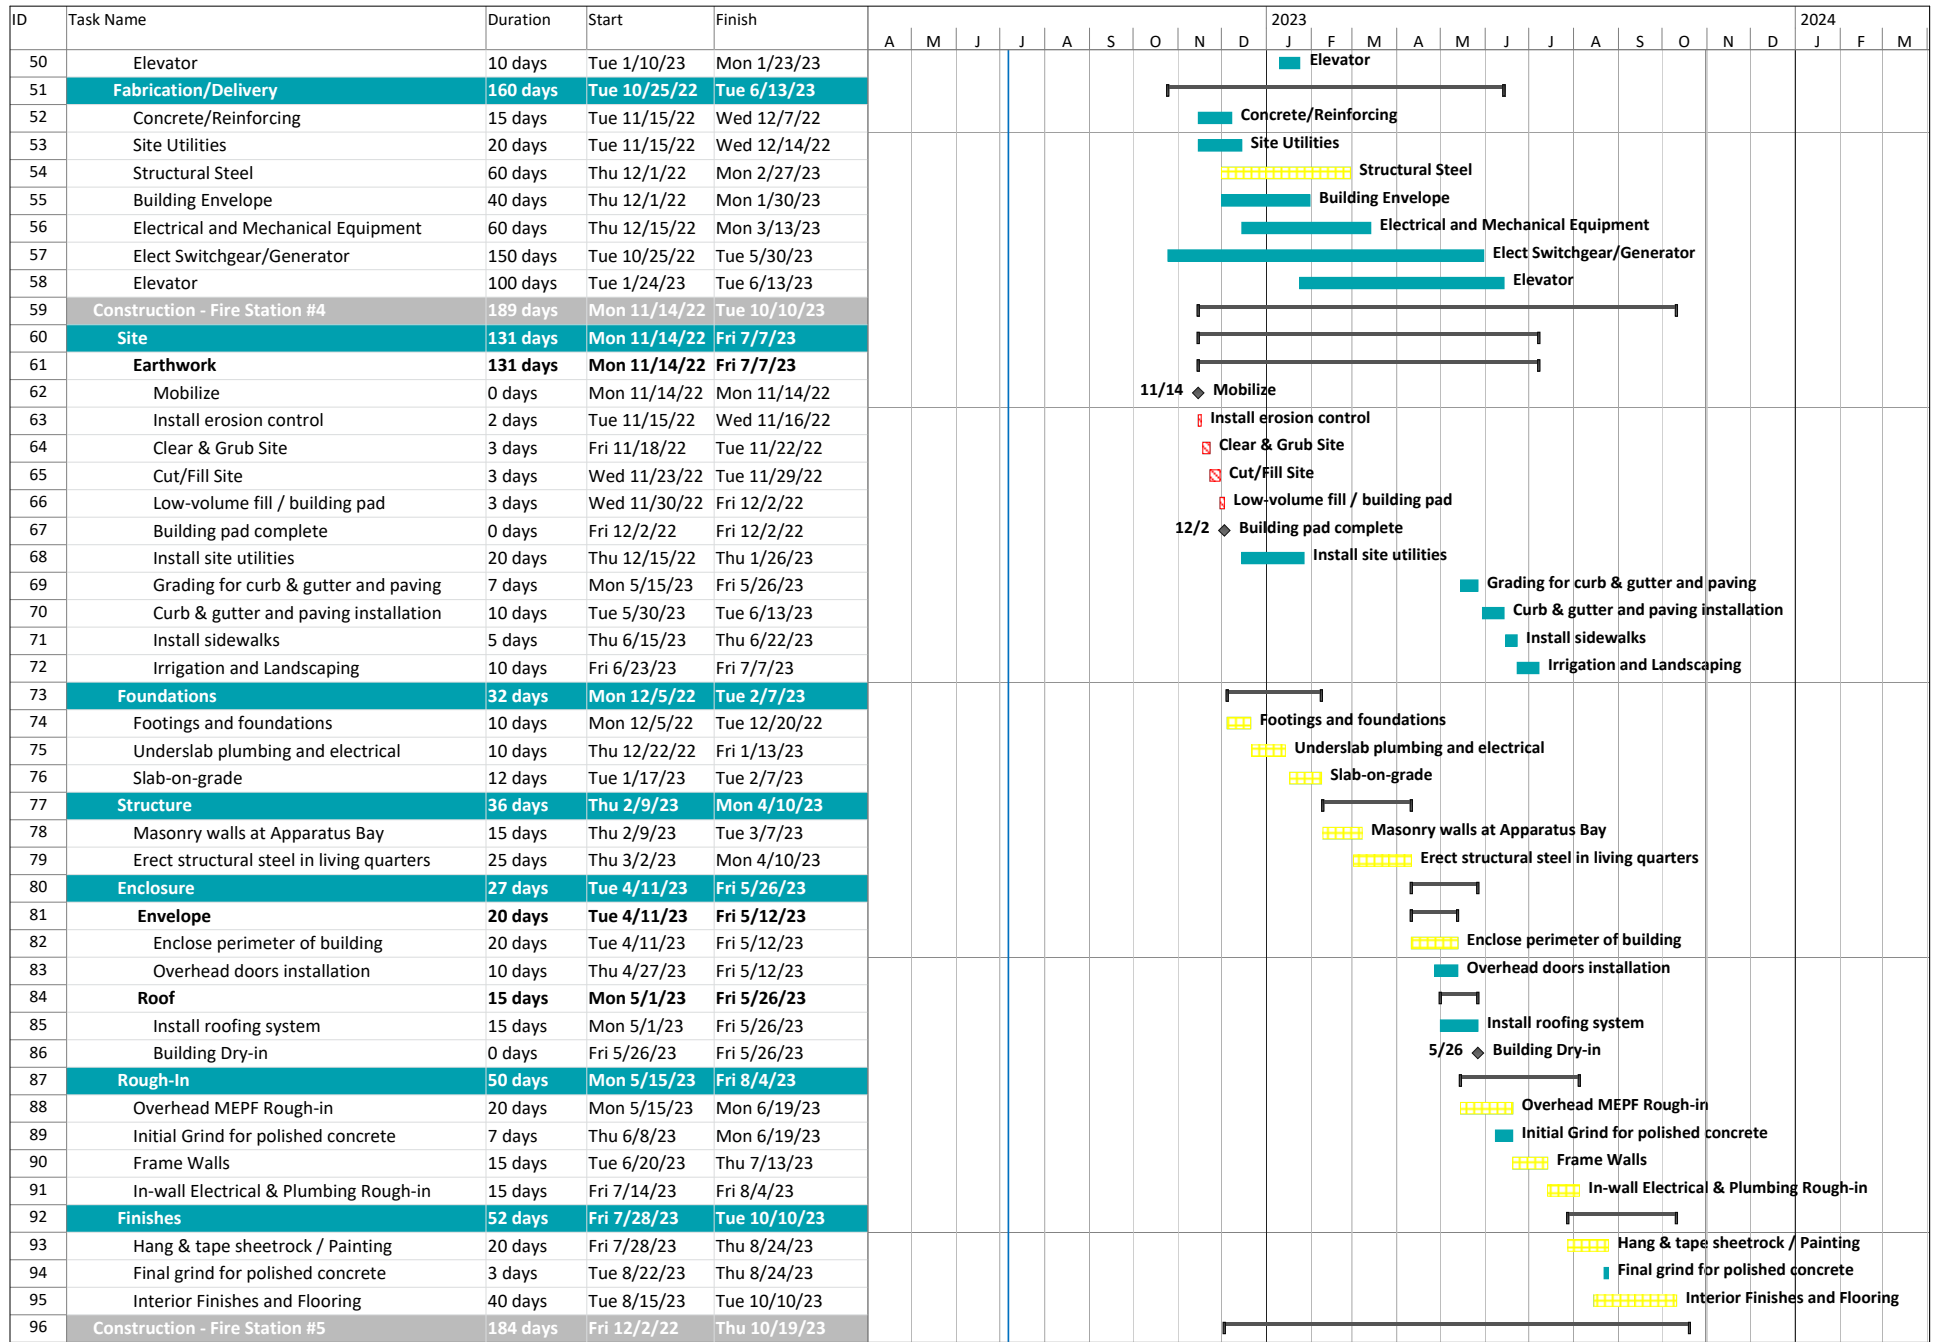 ID Task Name Duration Start Finish 2023 2024
A M J J A S O N D J F M A M J J A S O N D J F M
50 Elevator 10 days Tue 1/10/23 Mon 1/23/23 Elevator
51 Fabrication/Delivery 160 days Tue 10/25/22 Tue 6/13/23
52 Concrete/Reinforcing 15 days Tue 11/15/22 Wed 12/7/22 Concrete/Reinforcing
53 Site Utilities 20 days Tue 11/15/22 Wed 12/14/22 Site Utilities
54 Structural Steel 60 days Thu 12/1/22 Mon 2/27/23 Structural Steel
55 Building Envelope 40 days Thu 12/1/22 Mon 1/30/23 Building Envelope
56 Electrical and Mechanical Equipment 60 days Thu 12/15/22 Mon 3/13/23 Electrical and Mechanical Equipment
57 Elect Switchgear/Generator 150 days Tue 10/25/22 Tue 5/30/23 Elect Switchgear/Generator
58 Elevator 100 days Tue 1/24/23 Tue 6/13/23 Elevator
59 Construction - Fire Station #4 189 days Mon 11/14/22 Tue 10/10/23
60 Site 131 days Mon 11/14/22 Fri 7/7/23
61 Earthwork 131 days Mon 11/14/22 Fri 7/7/23
62 Mobilize 0 days Mon 11/14/22 Mon 11/14/22 11/14 Mobilize
63 Install erosion control 2 days Tue 11/15/22 Wed 11/16/22 Install erosion control
64 Clear & Grub Site 3 days Fri 11/18/22 Tue 11/22/22 Clear & Grub Site
65 Cut/Fill Site 3 days Wed 11/23/22 Tue 11/29/22 Cut/Fill Site
66 Low-volume fill / building pad 3 days Wed 11/30/22 Fri 12/2/22 Low-volume fill / building pad
67 Building pad complete 0 days Fri 12/2/22 Fri 12/2/22 12/2 Building pad complete
68 Install site utilities 20 days Thu 12/15/22 Thu 1/26/23 Install site utilities
69 Grading for curb & gutter and paving 7 days Mon 5/15/23 Fri 5/26/23 Grading for curb & gutter and paving
70 Curb & gutter and paving installation 10 days Tue 5/30/23 Tue 6/13/23 Curb & gutter and paving installation
71 Install sidewalks 5 days Thu 6/15/23 Thu 6/22/23 Install sidewalks
72 Irrigation and Landscaping 10 days Fri 6/23/23 Fri 7/7/23 Irrigation and Landscaping
73 Foundations 32 days Mon 12/5/22 Tue 2/7/23
74 Footings and foundations 10 days Mon 12/5/22 Tue 12/20/22 Footings and foundations
75 Underslab plumbing and electrical 10 days Thu 12/22/22 Fri 1/13/23 Underslab plumbing and electrical
76 Slab-on-grade 12 days Tue 1/17/23 Tue 2/7/23 Slab-on-grade
77 Structure 36 days Thu 2/9/23 Mon 4/10/23
78 Masonry walls at Apparatus Bay 15 days Thu 2/9/23 Tue 3/7/23 Masonry walls at Apparatus Bay
79 Erect structural steel in living quarters 25 days Thu 3/2/23 Mon 4/10/23 Erect structural steel in living quarters
80 Enclosure 27 days Tue 4/11/23 Fri 5/26/23
81 Envelope 20 days Tue 4/11/23 Fri 5/12/23
82 Enclose perimeter of building 20 days Tue 4/11/23 Fri 5/12/23 Enclose perimeter of building
83 Overhead doors installation 10 days Thu 4/27/23 Fri 5/12/23 Overhead doors installation
84 Roof 15 days Mon 5/1/23 Fri 5/26/23
85 Install roofing system 15 days Mon 5/1/23 Fri 5/26/23 Install roofing system
86 Building Dry-in 0 days Fri 5/26/23 Fri 5/26/23 5/26 Building Dry-in
87 Rough-In 50 days Mon 5/15/23 Fri 8/4/23
88 Overhead MEPF Rough-in 20 days Mon 5/15/23 Mon 6/19/23 Overhead MEPF Rough-in
89 Initial Grind for polished concrete 7 days Thu 6/8/23 Mon 6/19/23 Initial Grind for polished concrete
90 Frame Walls 15 days Tue 6/20/23 Thu 7/13/23 Frame Walls
91 In-wall Electrical & Plumbing Rough-in 15 days Fri 7/14/23 Fri 8/4/23 In-wall Electrical & Plumbing Rough-in
92 Finishes 52 days Fri 7/28/23 Tue 10/10/23
93 Hang & tape sheetrock / Painting 20 days Fri 7/28/23 Thu 8/24/23 Hang & tape sheetrock / Painting
94 Final grind for polished concrete 3 days Tue 8/22/23 Thu 8/24/23 Final grind for polished concrete
95 Interior Finishes and Flooring 40 days Tue 8/15/23 Tue 10/10/23 Interior Finishes and Flooring
96 Construction - Fire Station #5 184 days Fri 12/2/22 Thu 10/19/23